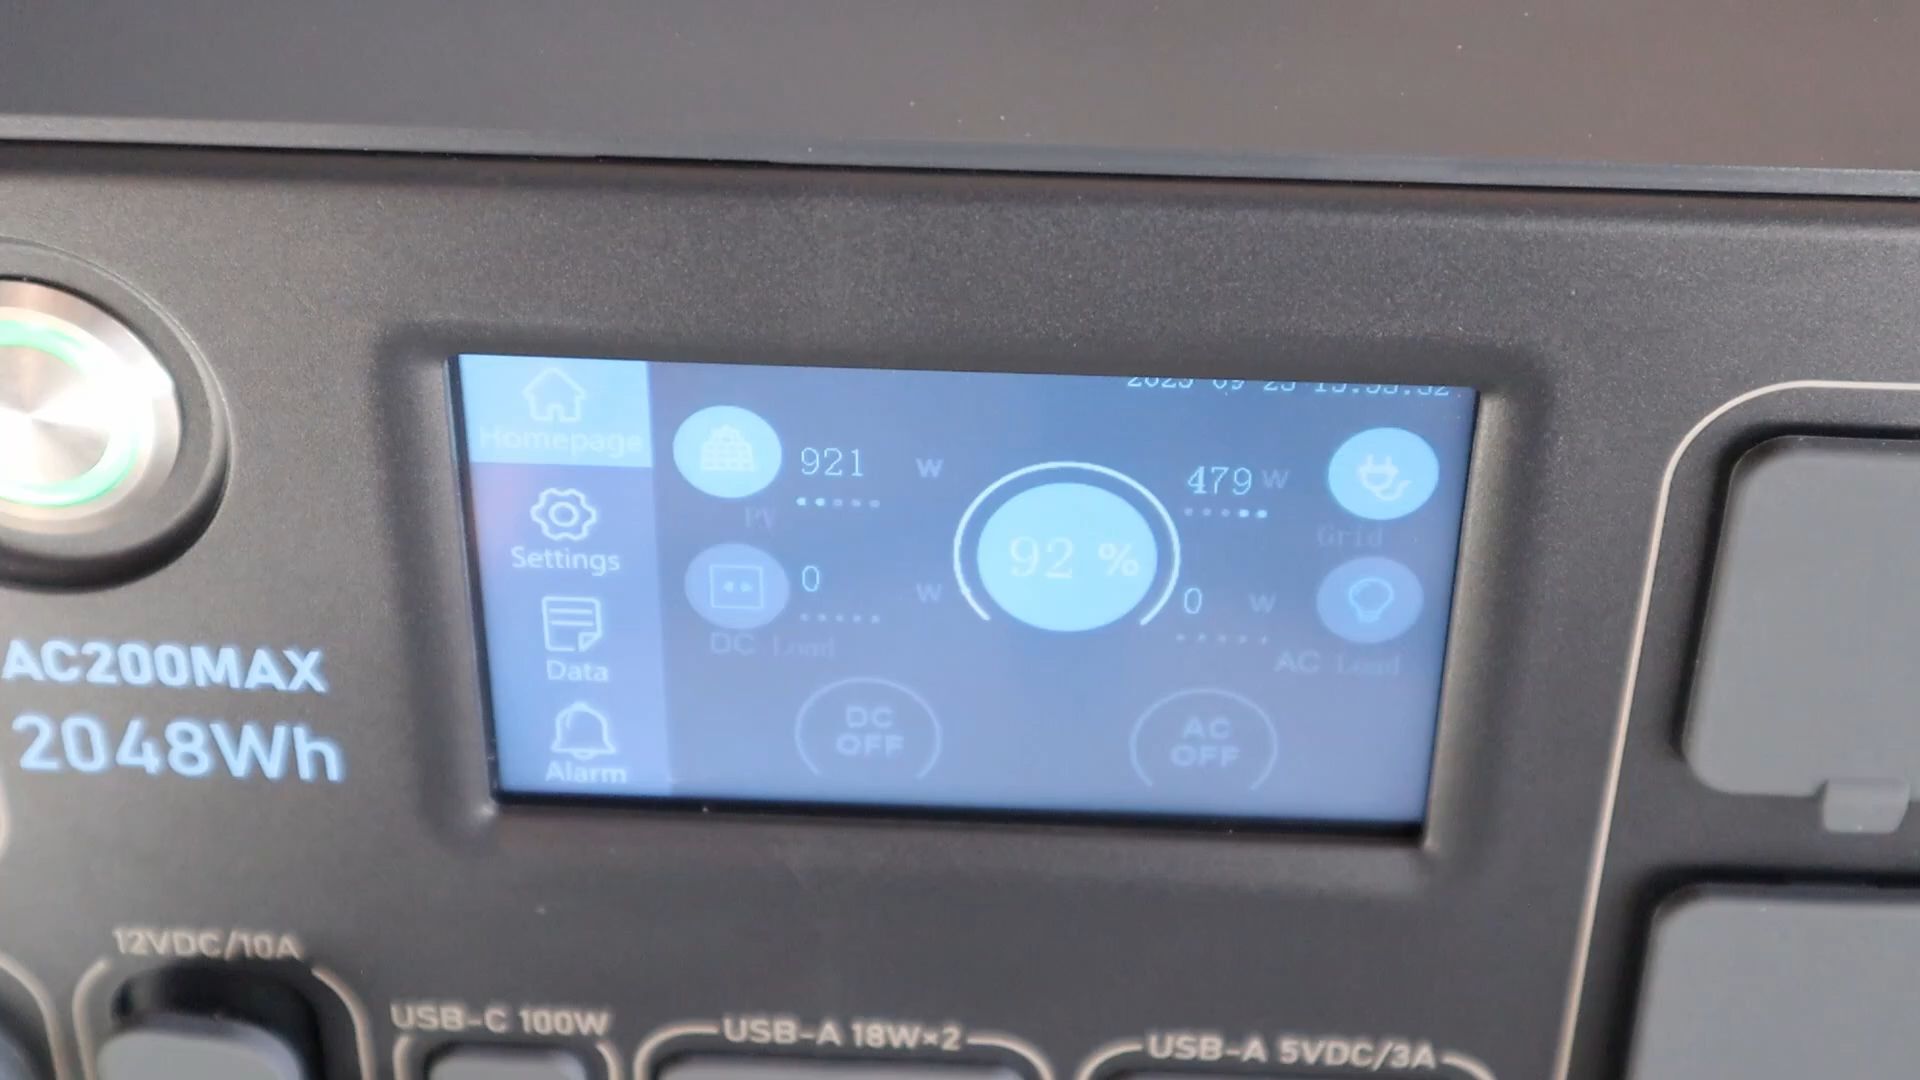 Homepage
Settings
Data
Alarm
921 W
PV
479 W
Grid
92 %
0 W
DC Load
0 W
AC Load
DC OFF
AC OFF
AC200MAX
2048Wh
12VDC/10A
USB-C 100W
USB-A 18W×2
USB-A 5VDC/3A